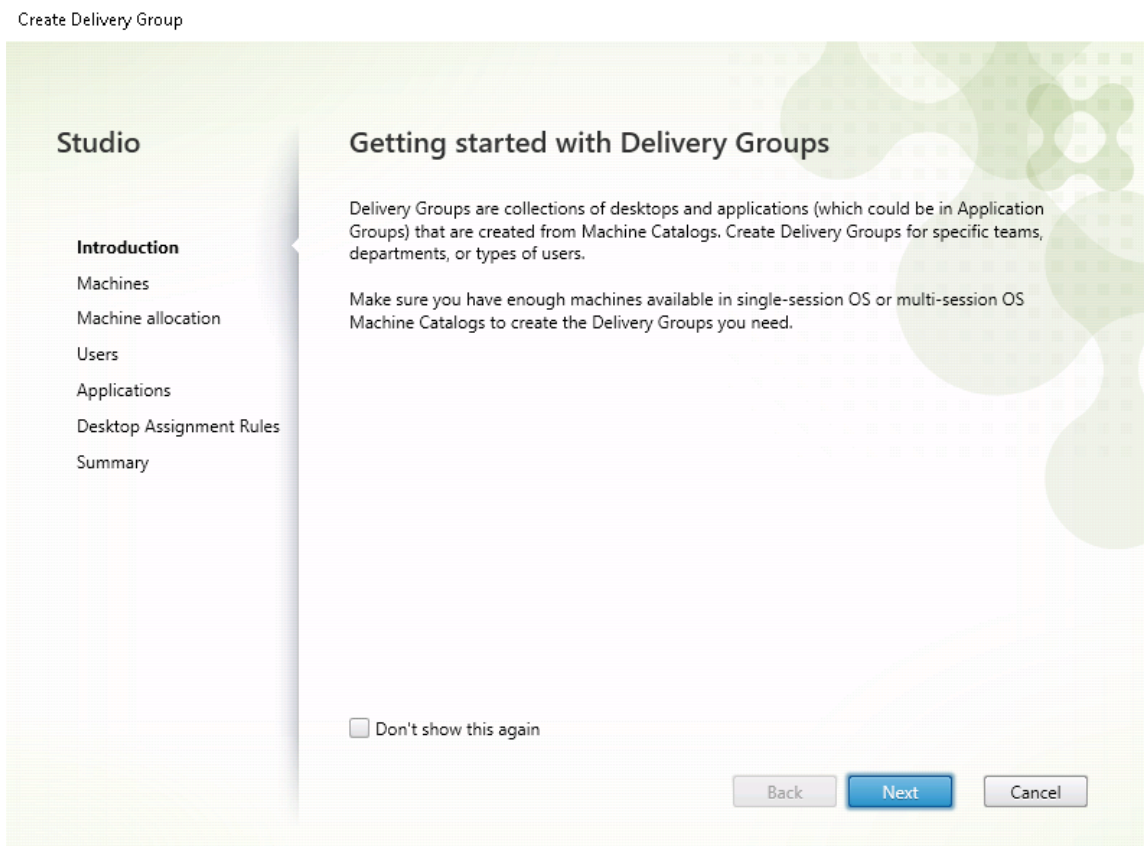 Create Delivery Group
Studio
Introduction
Machines
Machine allocation
Users
Applications
Desktop Assignment Rules
Summary
Getting started with Delivery Groups
Delivery Groups are collections of desktops and applications (which could be in Application
Groups) that are created from Machine Catalogs. Create Delivery Groups for specific teams,
departments, or types of users.
Make sure you have enough machines available in single-session OS or multi-session OS
Machine Catalogs to create the Delivery Groups you need.
Don't show this again
Back
Next
Cancel